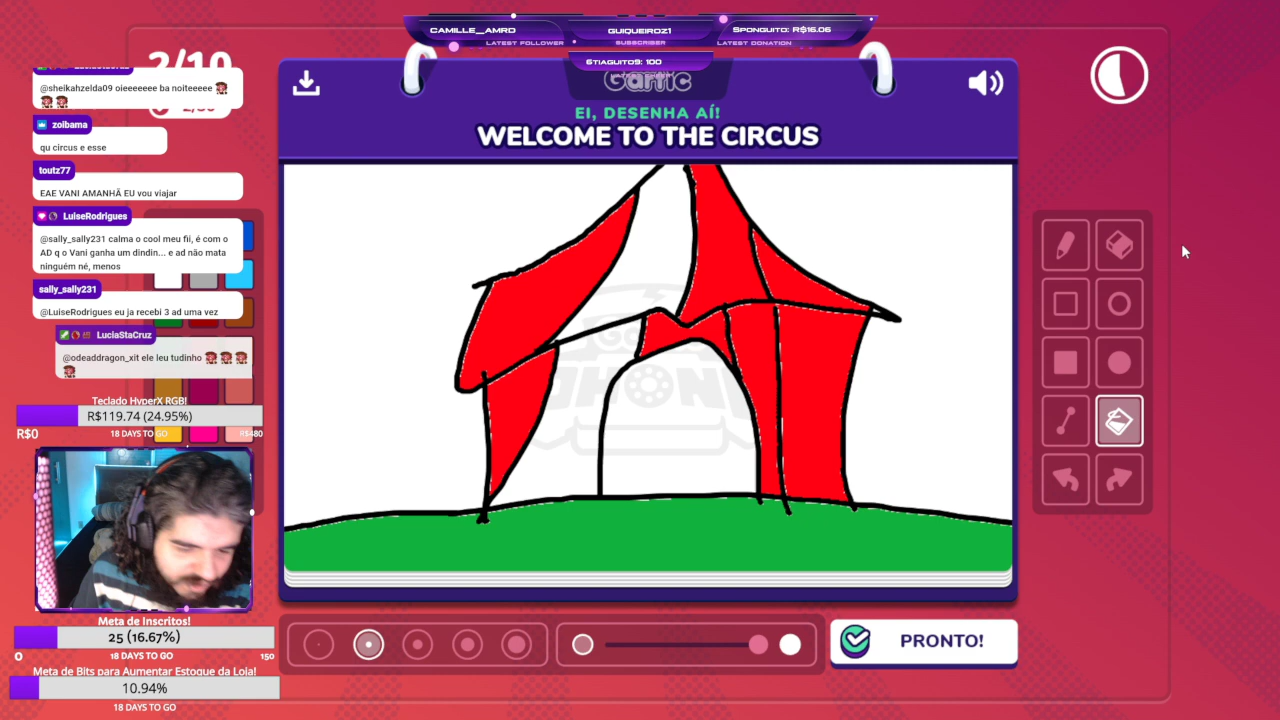 CAMILLE__AMRD
LATEST FOLLOWER
GUIQUEIROZ1
SUBSCRIBER
SPONGUITO: R$16.06
LATEST DONATION
6TIAGUITO9: 100
Gartic
2/10
EI, DESENHA AÍ!
WELCOME TO THE CIRCUS
@sheikahzelda09 oieeeeeee ba noiteeeee
zoibama
qu circus e esse
toutz77
EAE VANI AMANHÃ EU vou viajar
LuiseRodrigues
@sally_sally231 calma o cool meu fii, é com o
AD q o Vani ganha um dindin... e ad não mata
ninguém né, menos
sally_sally231
@LuiseRodrigues eu ja recebi 3 ad uma vez
LuciaStaCruz
@odeaddragon_xit ele leu tudinho
Teclado HyperX RGB!
R$119.74 (24.95%)
R$0
18 DAYS TO GO
R$480
Meta de Inscritos!
25 (16.67%)
0
18 DAYS TO GO
150
Meta de Bits para Aumentar Estoque da Loja!
10.94%
18 DAYS TO GO
PRONTO!